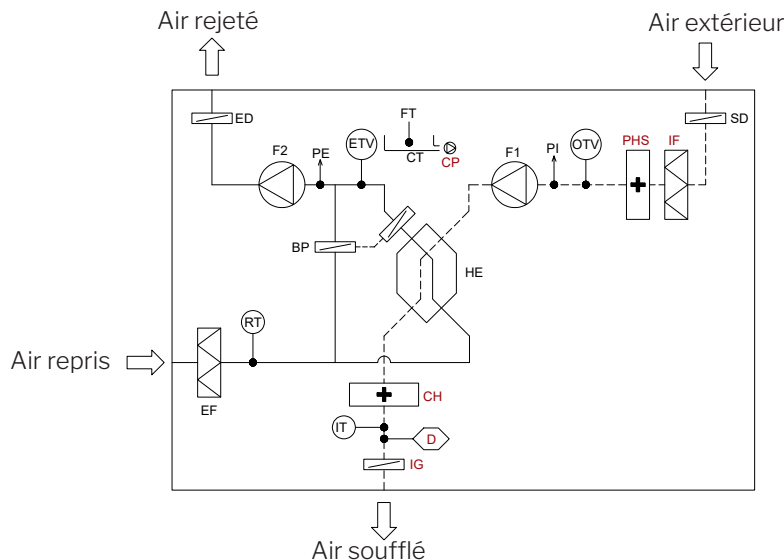 Air rejeté
Air extérieur
ED
FT
SD
F2
PE
ETV
CT
CP
F1
PI
OTV
PHS
IF
BP
HE
RT
Air repris
EF
CH
IT
D
IG
Air soufflé